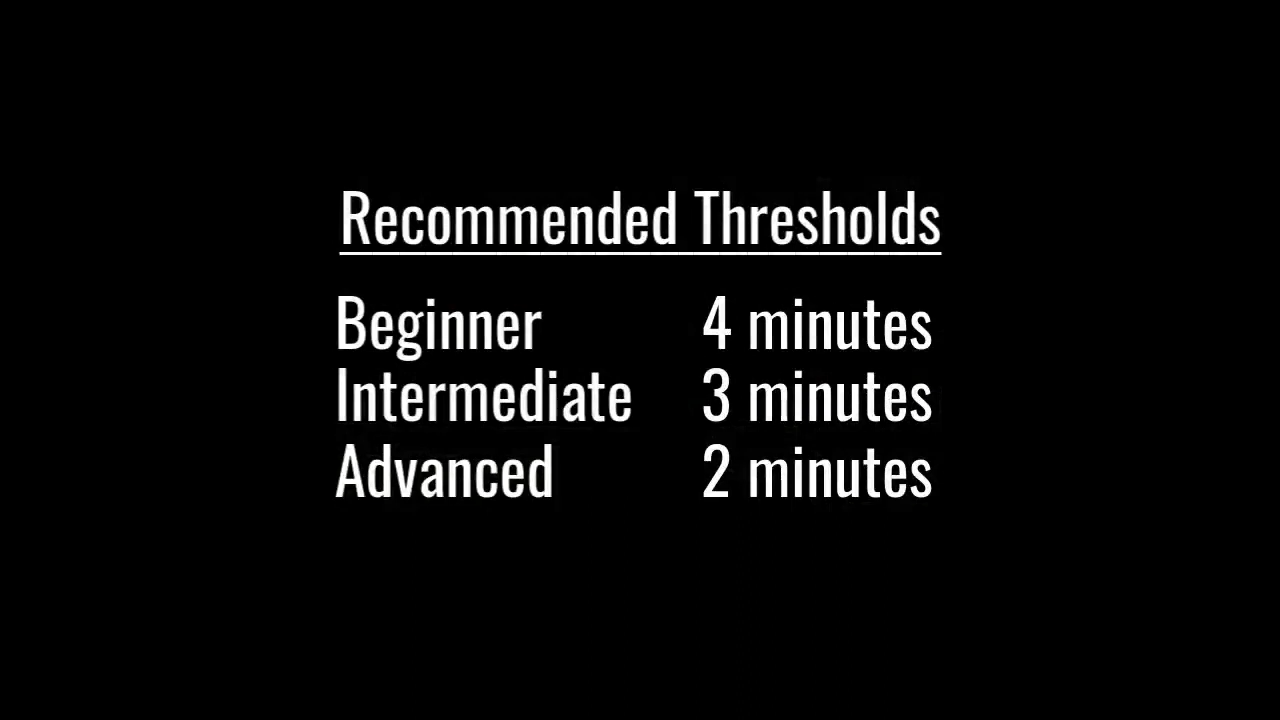 Recommended Thresholds
Beginner 4 minutes
Intermediate 3 minutes
Advanced 2 minutes